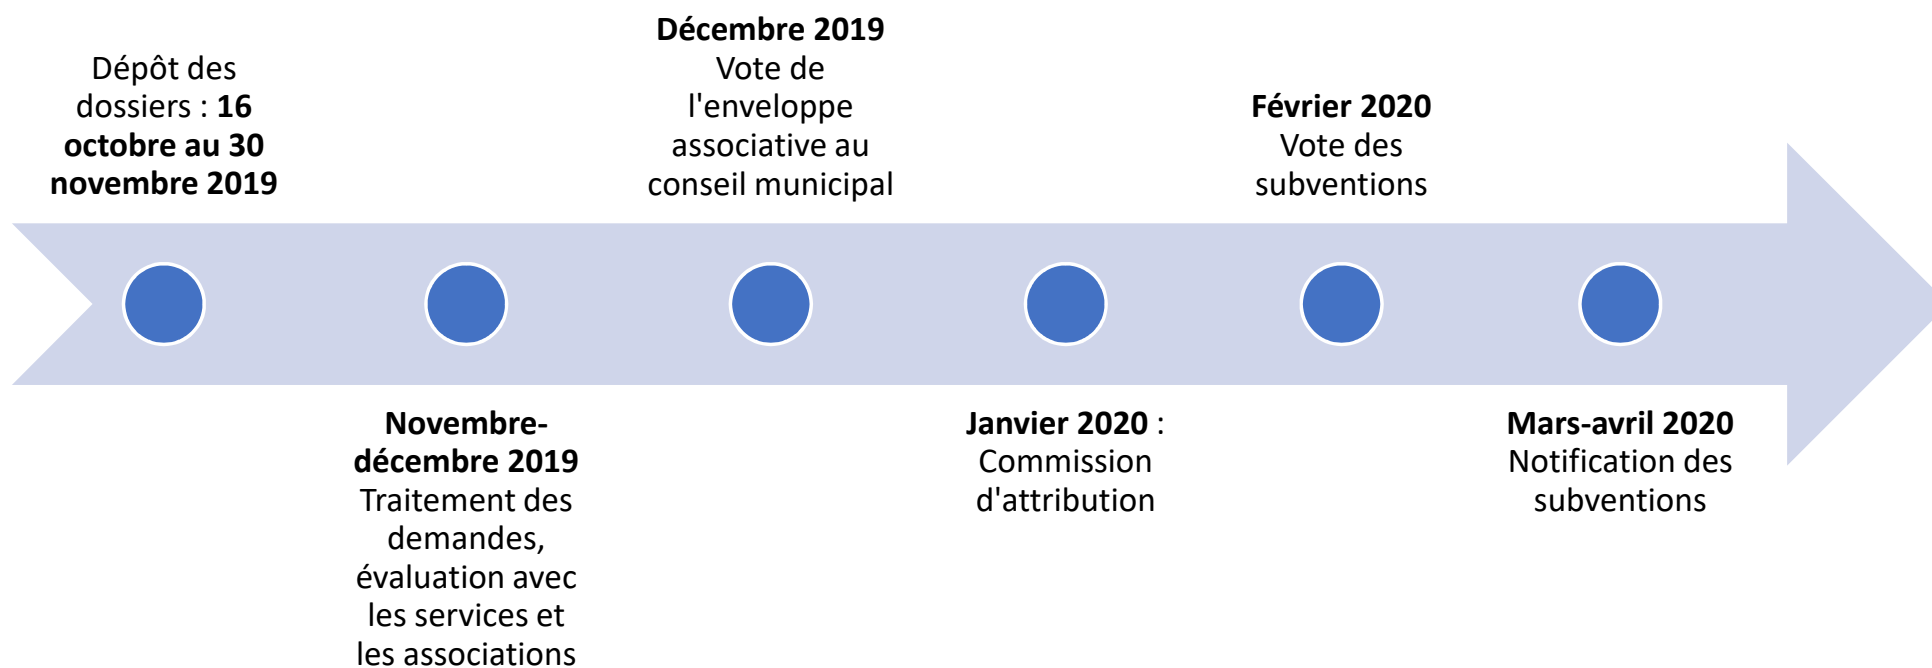 Dépôt des
dossiers : 16
octobre au 30
novembre 2019
Novembre-
décembre 2019
Traitement des
demandes,
évaluation avec
les services et
les associations
Décembre 2019
Vote de
l'enveloppe
associative au
conseil municipal
Janvier 2020 :
Commission
d'attribution
Février 2020
Vote des
subventions
Mars-avril 2020
Notification des
subventions